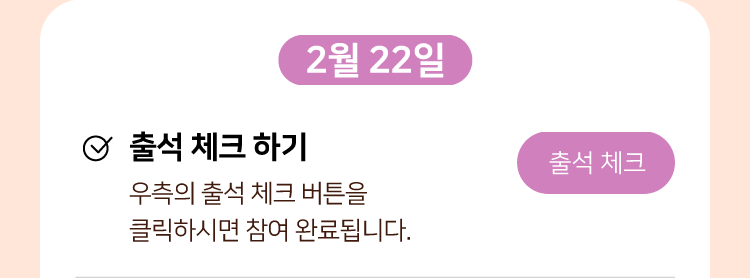 2월 22일
출석 체크 하기
출석 체크
우측의 출석 체크 버튼을
클릭하시면 참여 완료됩니다.